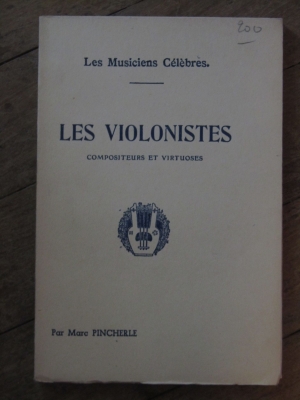 200
Les Musiciens Célèbres.
LES VIOLONISTES
COMPOSITEURS ET VIRTUOSES
Par Marc PINCHERLE